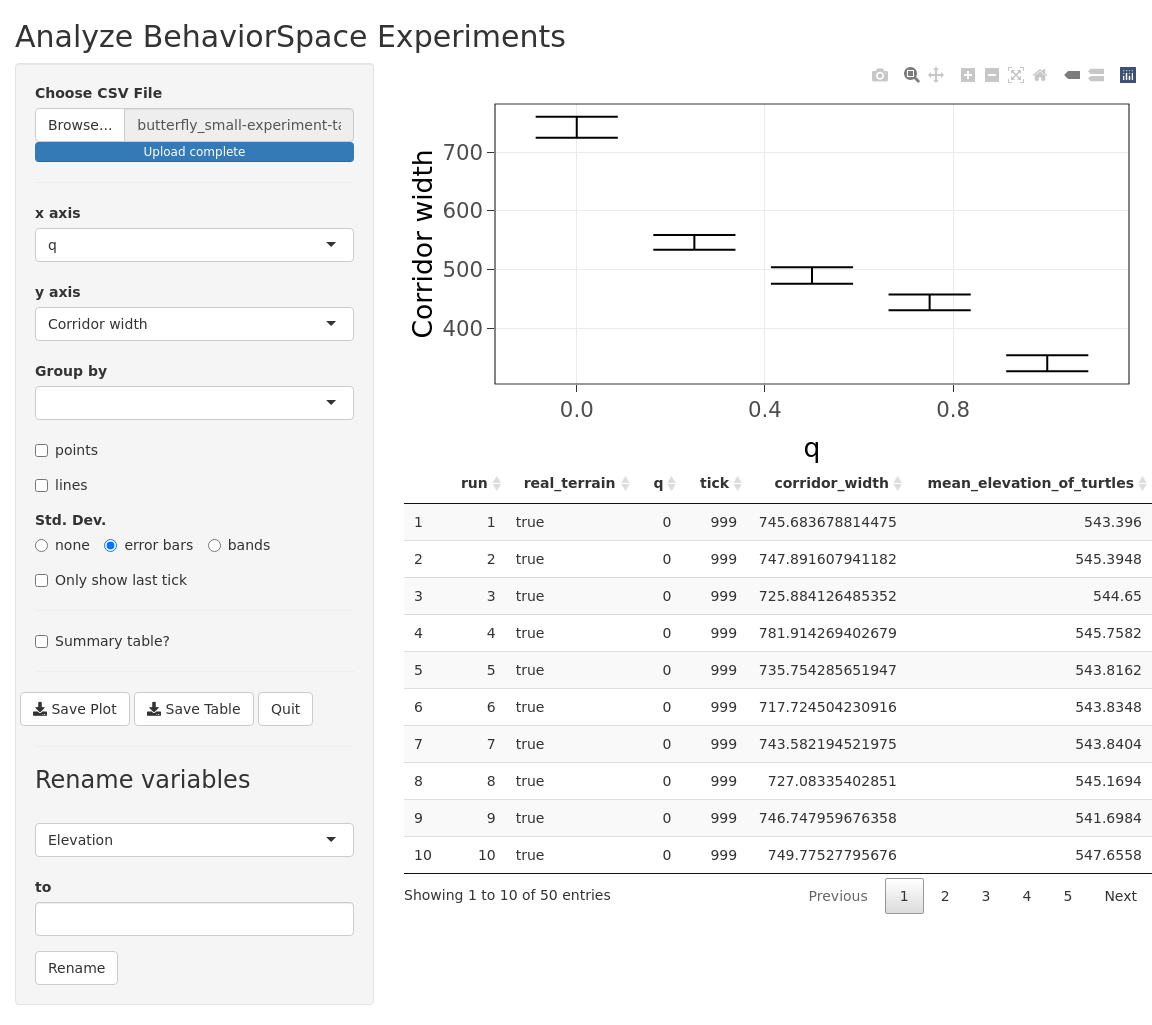 Analyze BehaviorSpace Experiments
Choose CSV File
Browse... butterfly_small-experiment-ta
Upload complete
x axis
q
y axis
Corridor width
Group by
points
lines
Std. Dev.
none error bars bands
Only show last tick
Summary table?
Save Plot Save Table Quit
Rename variables
Elevation
to
Rename
Corridor width
700
600
500
400
0.0 0.4 0.8
q
run real_terrain q tick corridor_width mean_elevation_of_turtles
1 1 true 0 999 745.683678814475 543.396
2 2 true 0 999 747.891607941182 545.3948
3 3 true 0 999 725.884126485352 544.65
4 4 true 0 999 781.914269402679 545.7582
5 5 true 0 999 735.754285651947 543.8162
6 6 true 0 999 717.724504230916 543.8348
7 7 true 0 999 743.582194521975 543.8404
8 8 true 0 999 727.08335402851 545.1694
9 9 true 0 999 746.747959676358 541.6984
10 10 true 0 999 749.77527795676 547.6558
Showing 1 to 10 of 50 entries Previous 1 2 3 4 5 Next